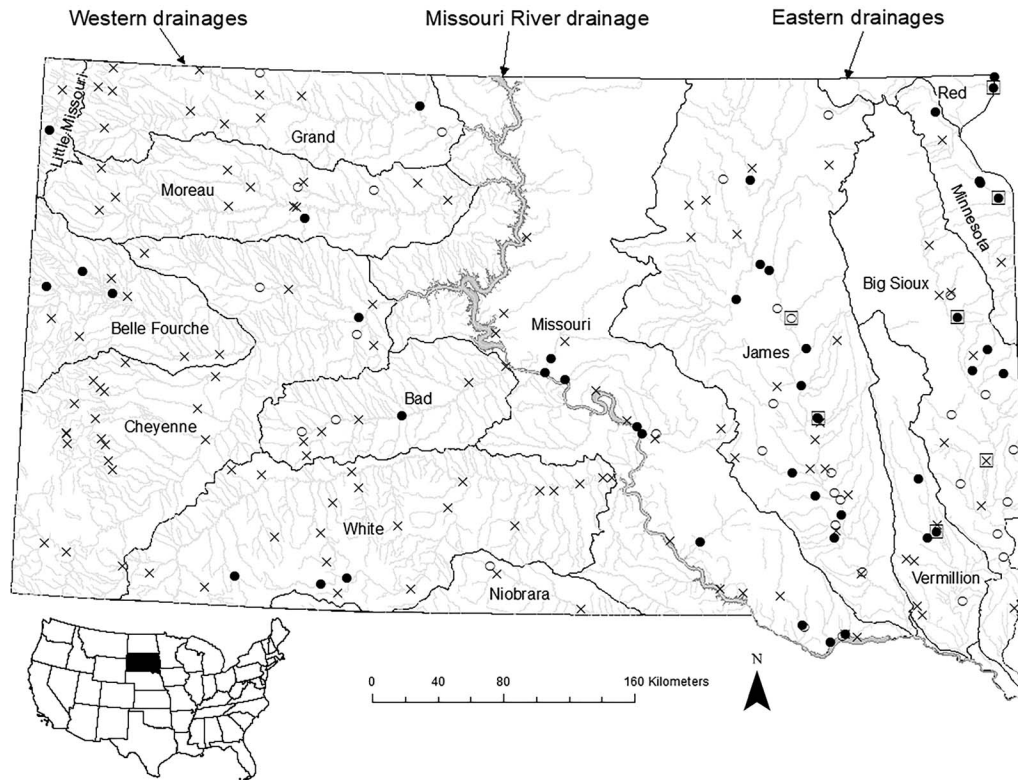 Western drainages
Missouri River drainage
Eastern drainages
Little Missouri
Grand
Red
Moreau
Minnesota
Belle Fourche
Missouri
Big Sioux
James
Cheyenne
Bad
White
Niobrara
Vermillion
N
0 40 80 160 Kilometers